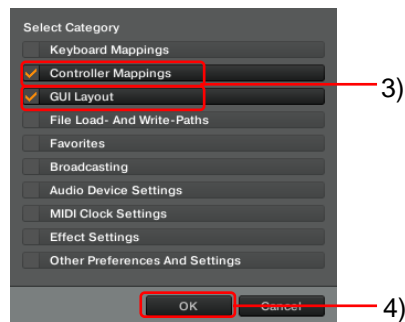 Select Category
Keyboard Mappings
Controller Mappings
3)
GUI Layout
File Load- And Write-Paths
Favorites
Broadcasting
Audio Device Settings
MIDI Clock Settings
Effect Settings
Other Preferences And Settings
OK Cancel 4)